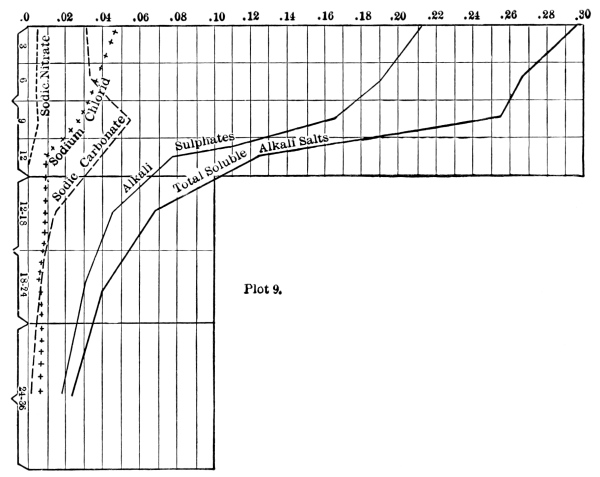 .0 .02 .04 .06 .08 .10 .12 .14 .16 .18 .20 .22 .24 .26 .28 .30
3
6
9
12
12-18
18-24
24-36
Sodic Nitrate
Sodium Chlorid
Sodic Carbonate
Alkali Sulphates
Total Soluble Alkali Salts
Plot 9.